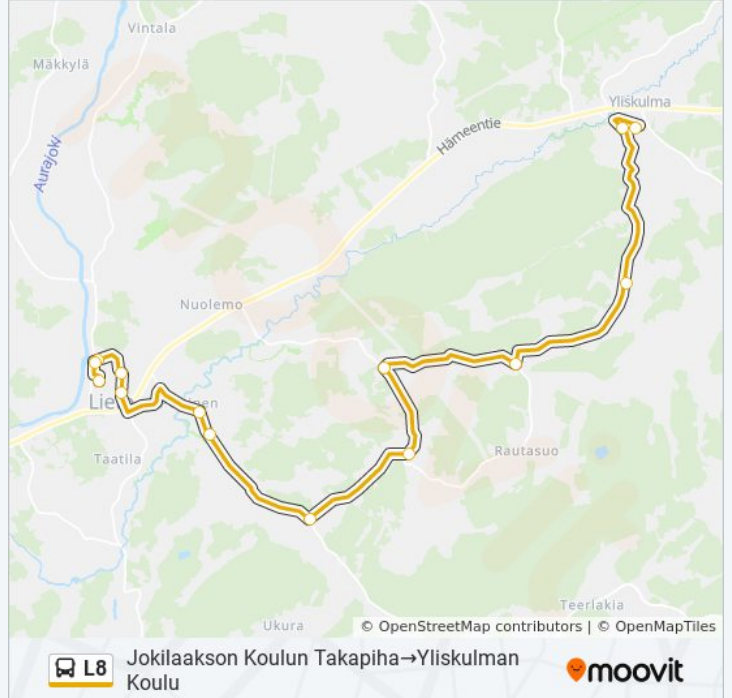 Vintala
Mäkkylä
Yliskulma
Hämeentie
Aurajoki
Nuolemo
Taatila
Rautasuo
Teerlakia
Ukura
© OpenStreetMap contributors | © OpenMapTiles
L8
Jokilaakson Koulun Takapiha→Yliskulman
Koulu
moovit